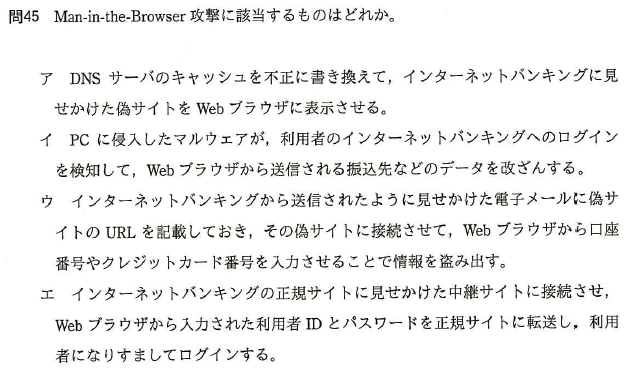 問45 Man-in-the-Browser 攻撃に該当するものはどれか。
ア DNS サーバのキャッシュを不正に書き換えて，インターネットバンキングに見
せかけた偽サイトを Web ブラウザに表示させる。
イ PC に侵入したマルウェアが，利用者のインターネットバンキングへのログイン
を検知して，Web ブラウザから送信される振込先などのデータを改ざんする。
ウ インターネットバンキングから送信されたように見せかけた電子メールに偽サ
イトの URL を記載しておき，その偽サイトに接続させて，Web ブラウザから口座
番号やクレジットカード番号を入力させることで情報を盗み出す。
エ インターネットバンキングの正規サイトに見せかけた中継サイトに接続させ，
Web ブラウザから入力された利用者 ID とパスワードを正規サイトに転送し，利用
者になりすましてログインする。